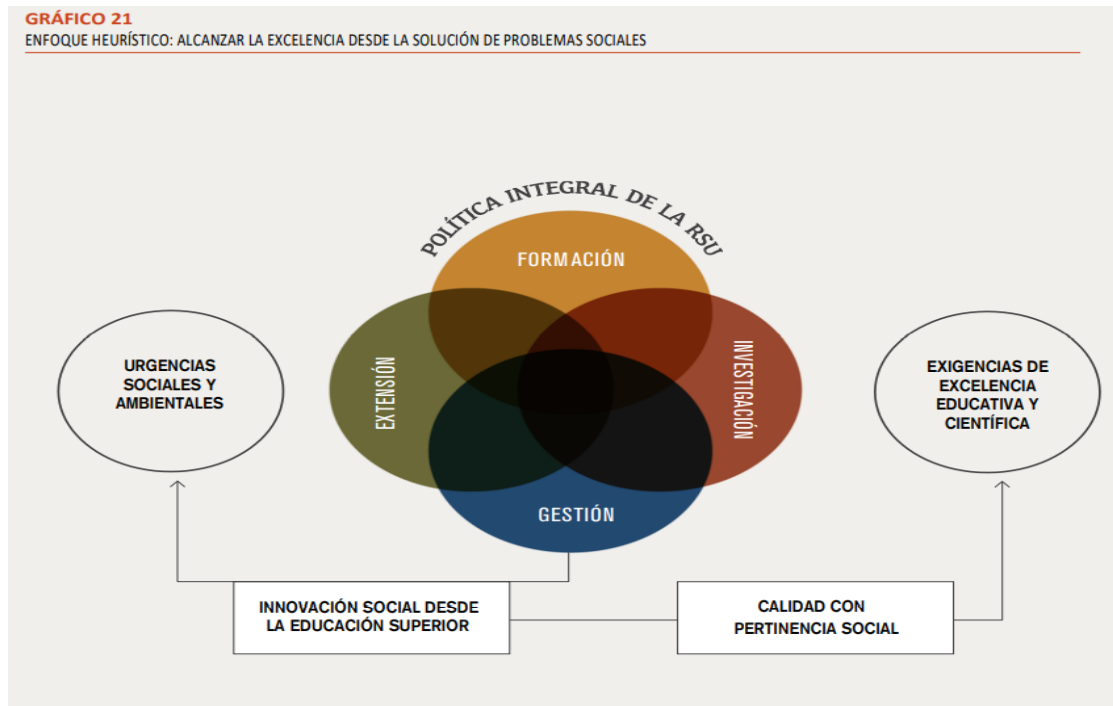 GRÁFICO 21
ENFOQUE HEURÍSTICO: ALCANZAR LA EXCELENCIA DESDE LA SOLUCIÓN DE PROBLEMAS SOCIALES
POLÍTICA INTEGRAL DE LA RSU
FORMACIÓN
EXTENSIÓN
INVESTIGACIÓN
GESTIÓN
URGENCIAS
SOCIALES Y
AMBIENTALES
EXIGENCIAS DE
EXCELENCIA
EDUCATIVA Y
CIENTÍFICA
INNOVACIÓN SOCIAL DESDE
LA EDUCACIÓN SUPERIOR
CALIDAD CON
PERTINENCIA SOCIAL